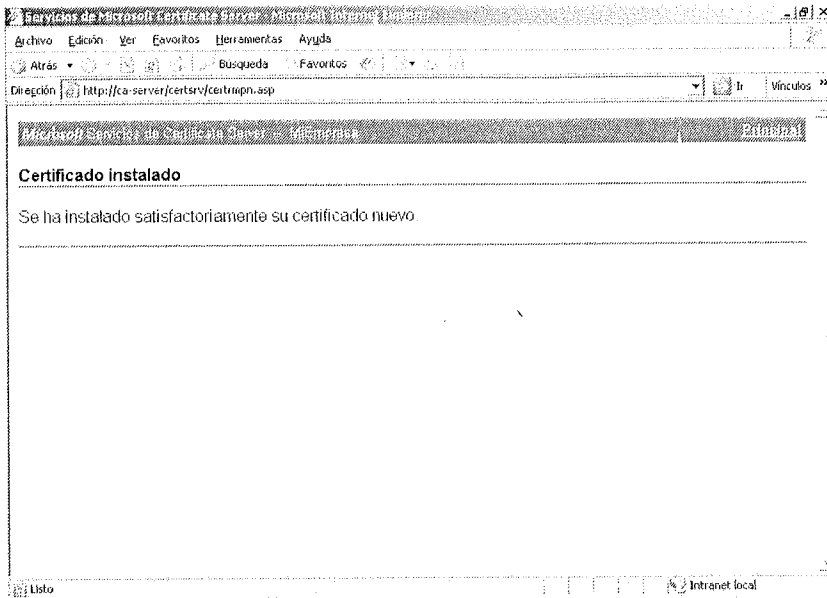 Servicios de Microsoft Certificate Server - Microsoft Internet Explorer
Archivo Edición Ver Favoritos Herramientas Ayuda
Atrás Búsqueda Favoritos
Dirección http://ca-server/certsrv/certrmpn.asp Ir Vínculos »
Microsoft Servicios de Certificate Server -- Principal
Certificado instalado
Se ha instalado satisfactoriamente su certificado nuevo.
Listo Intranet local